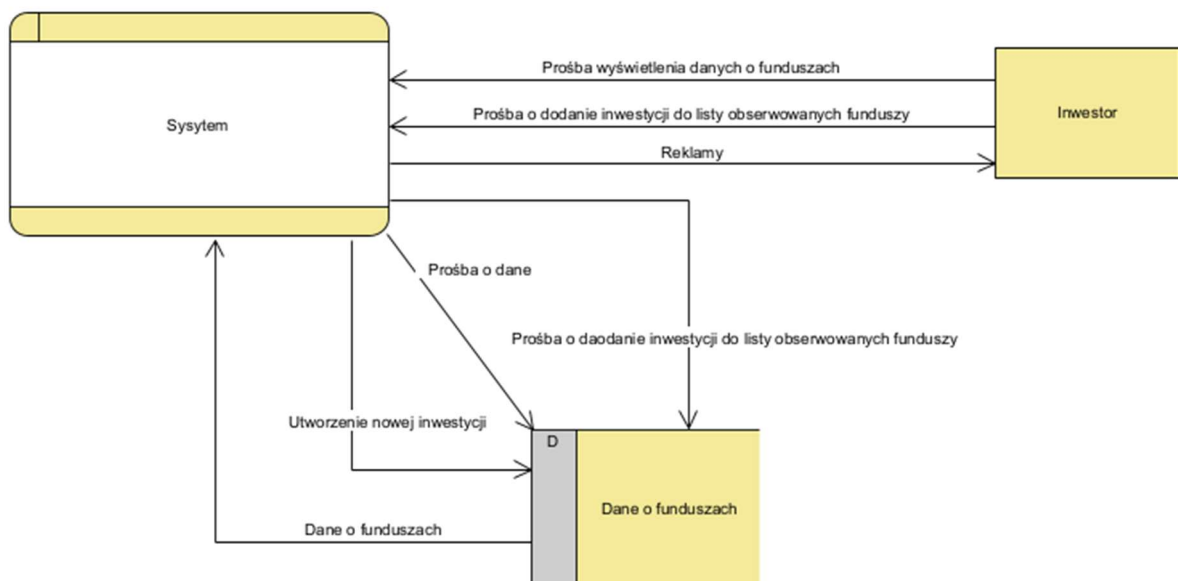 Prośba wyświetlenia danych o funduszach
Sysytem
Prośba o dodanie inwestycji do listy obserwowanych funduszy
Inwestor
Reklamy
Prośba o dane
Prośba o daodanie inwestycji do listy obserwowanych funduszy
Utworzenie nowej inwestycji
D
Dane o funduszach
Dane o funduszach